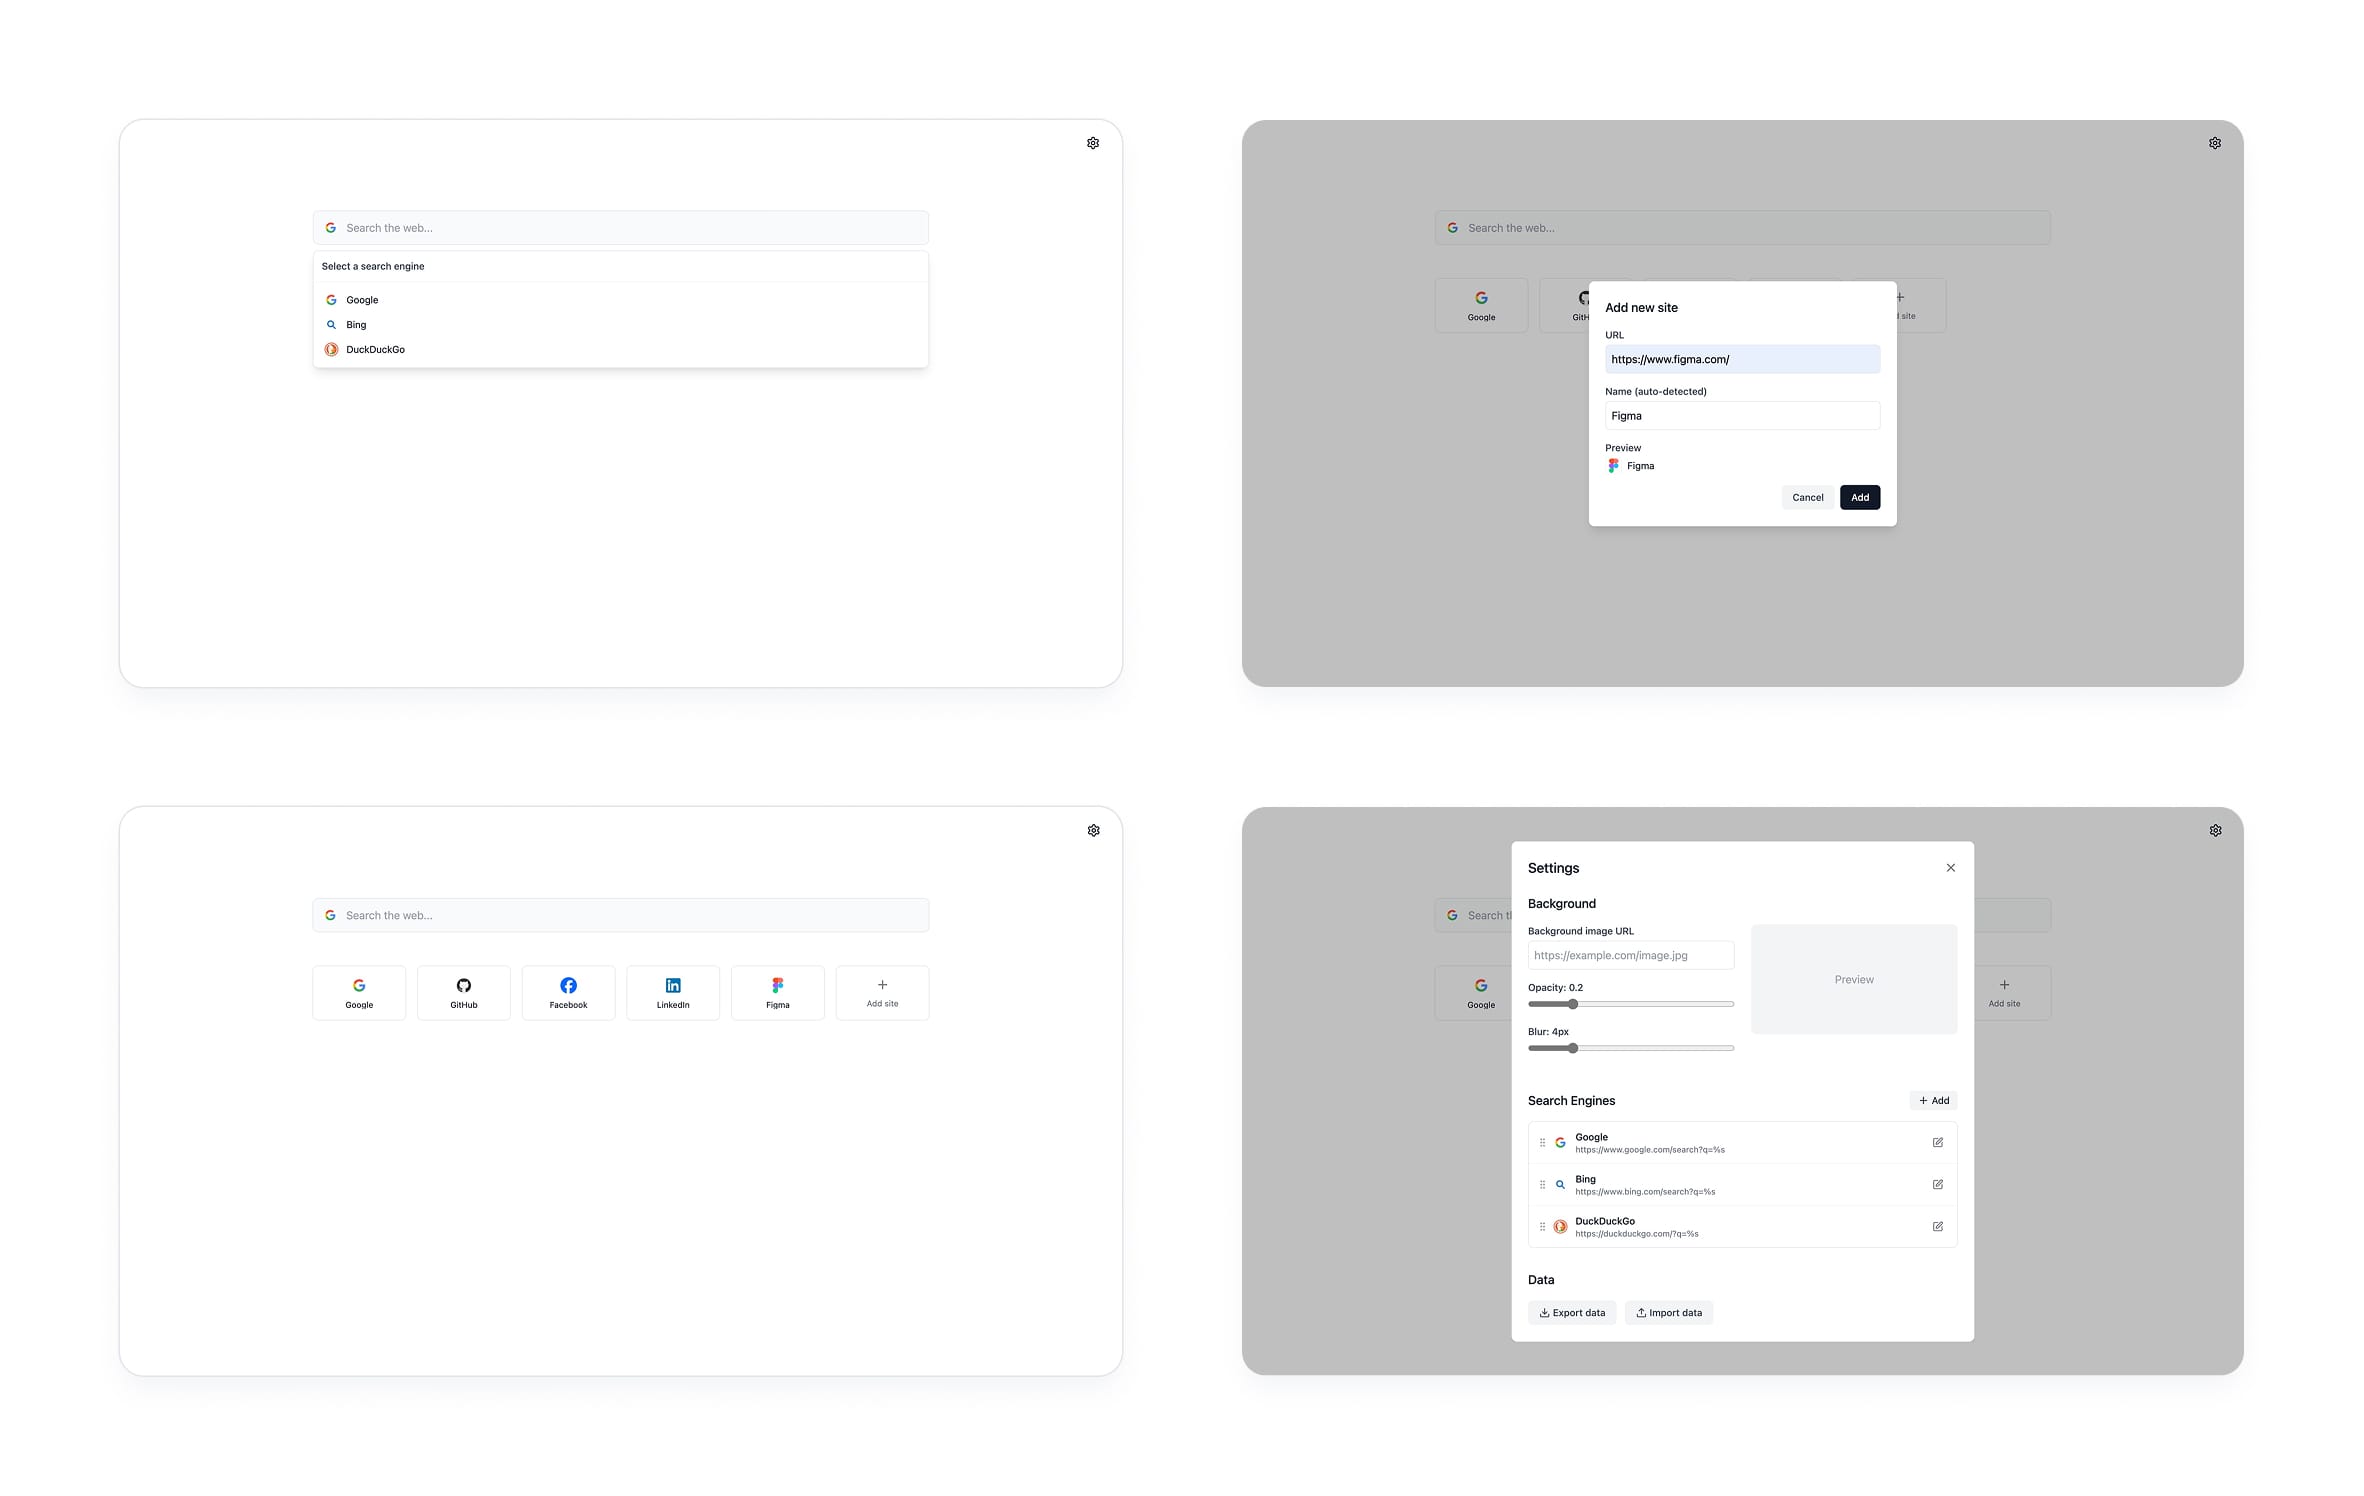 Search the web...
Select a search engine
Google
Bing
DuckDuckGo
Search the web...
Google
GitH
site
Add new site
URL
https://www.figma.com/
Name (auto-detected)
Figma
Preview
Figma
Cancel
Add
Search the web...
Google
GitHub
Facebook
LinkedIn
Figma
Add site
Search t
Google
Add site
Settings
Background
Background image URL
https://example.com/image.jpg
Preview
Opacity: 0.2
Blur: 4px
Search Engines
Add
Google
https://www.google.com/search?q=%s
Bing
https://www.bing.com/search?q=%s
DuckDuckGo
https://duckduckgo.com/?q=%s
Data
Export data
Import data